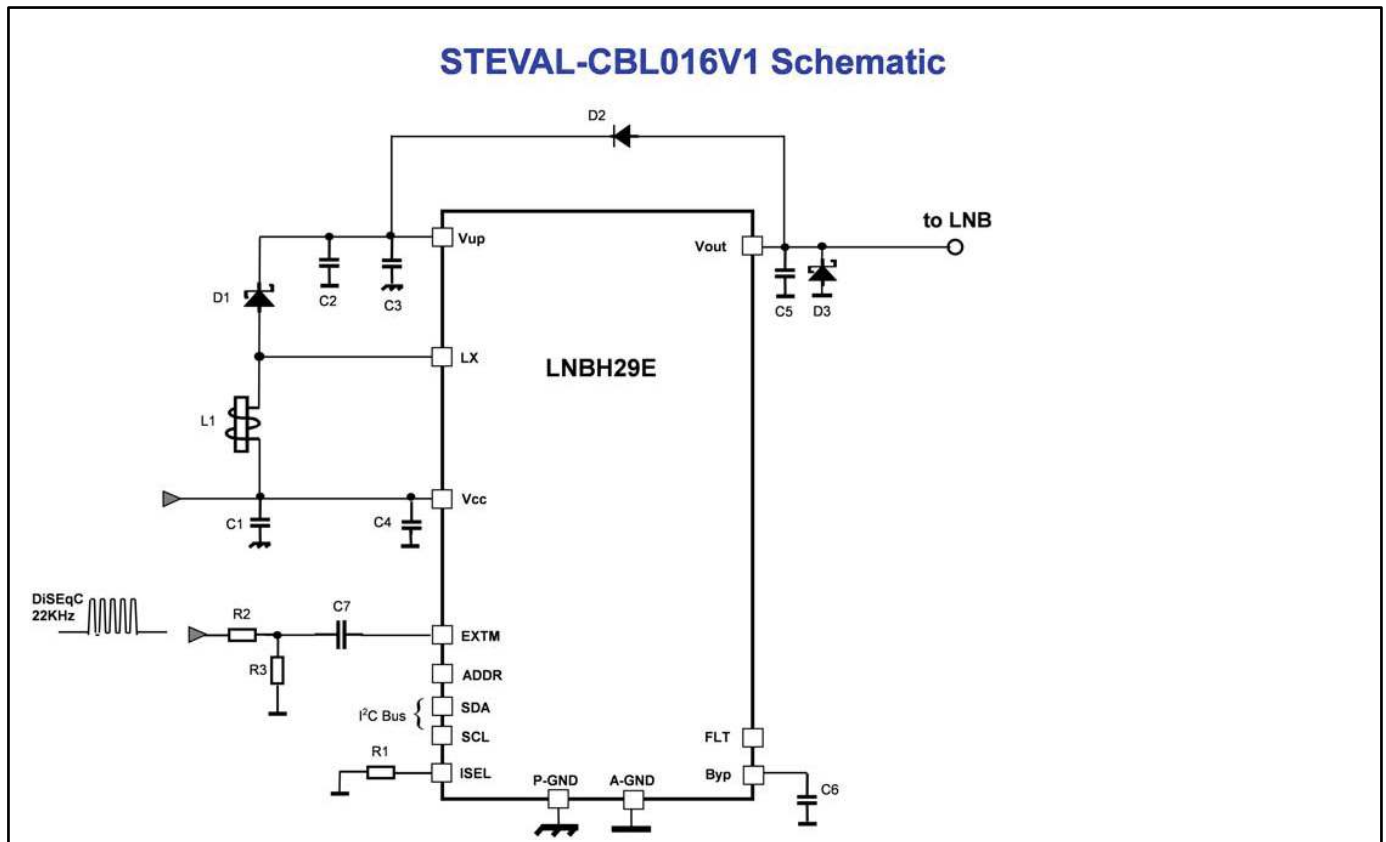 STEVAL-CBL016V1 Schematic
D2
to LNB
Vup
Vout
D1
C2
C3
C5
D3
LX
LNBH29E
L1
Vcc
C1
C4
DiSEqC
22KHz
R2
C7
EXTM
R3
ADDR
I²C Bus
SDA
SCL
FLT
R1
ISEL
P-GND
A-GND
Byp
C6